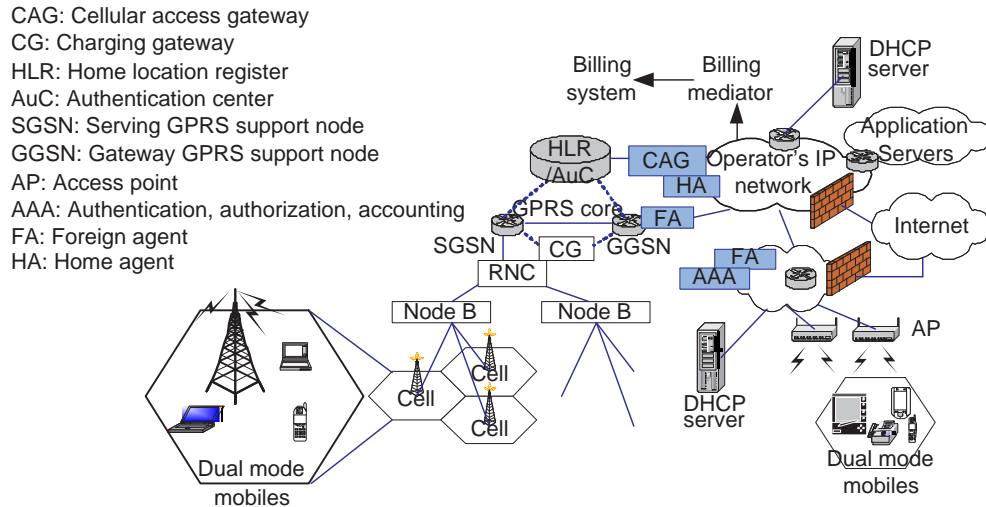 CAG: Cellular access gateway
CG: Charging gateway
HLR: Home location register
AuC: Authentication center
SGSN: Serving GPRS support node
GGSN: Gateway GPRS support node
AP: Access point
AAA: Authentication, authorization, accounting
FA: Foreign agent
HA: Home agent
Billing
system
Billing
mediator
DHCP
server
Application
Servers
HLR
/AuC
CAG
HA
Operator's IP
network
GPRS core
FA
Internet
SGSN
CG
GGSN
RNC
FA
AAA
Node B
Node B
AP
Cell
Cell
Cell
DHCP
server
Dual mode
mobiles
Dual mode
mobiles